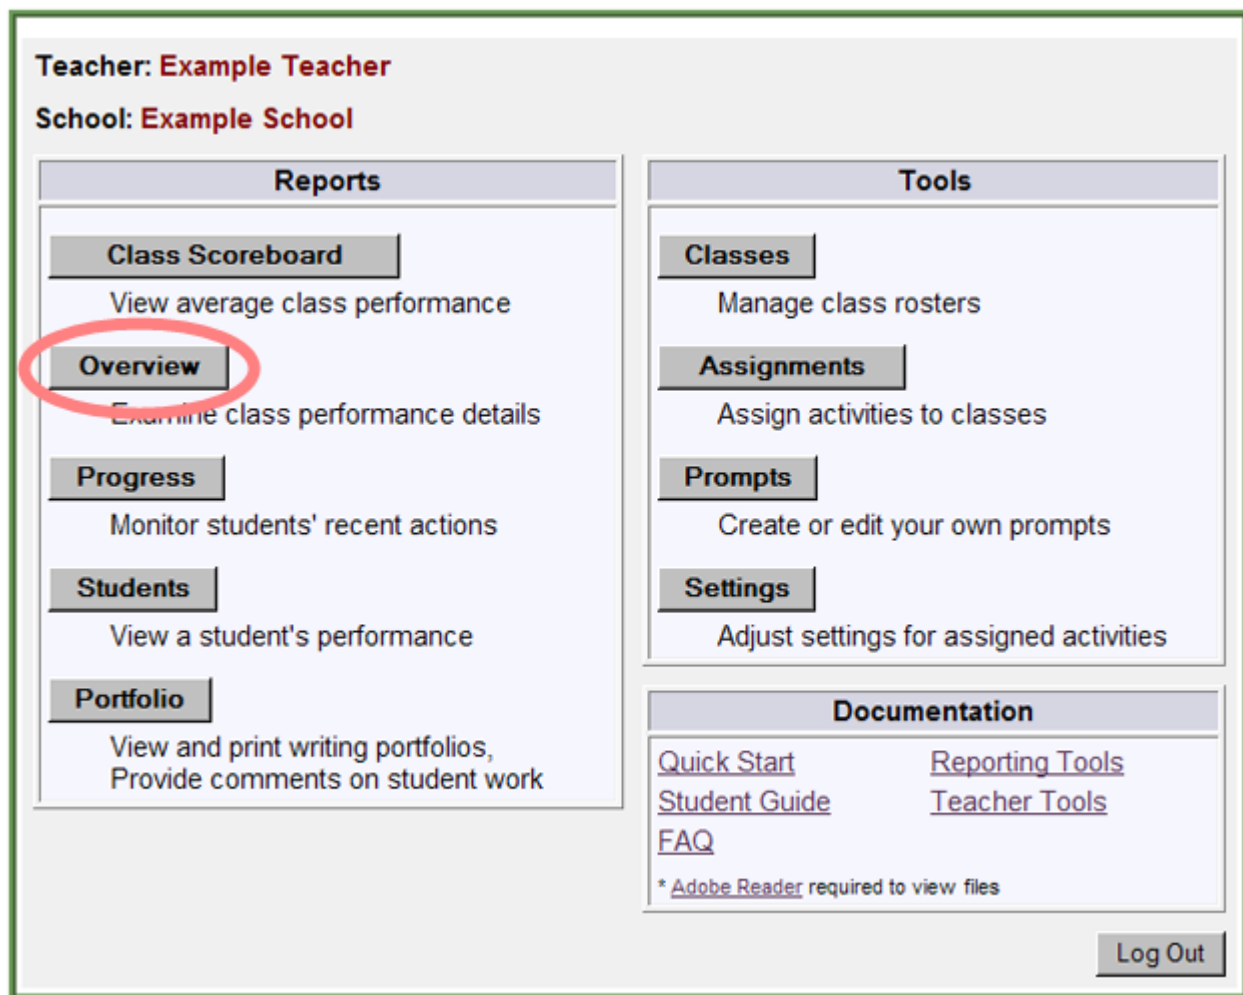 Teacher: Example Teacher
School: Example School
Reports
Class Scoreboard
View average class performance
Overview
Examine class performance details
Progress
Monitor students' recent actions
Students
View a student's performance
Portfolio
View and print writing portfolios,
Provide comments on student work
Tools
Classes
Manage class rosters
Assignments
Assign activities to classes
Prompts
Create or edit your own prompts
Settings
Adjust settings for assigned activities
Documentation
Quick Start Reporting Tools
Student Guide Teacher Tools
FAQ
* Adobe Reader required to view files
Log Out